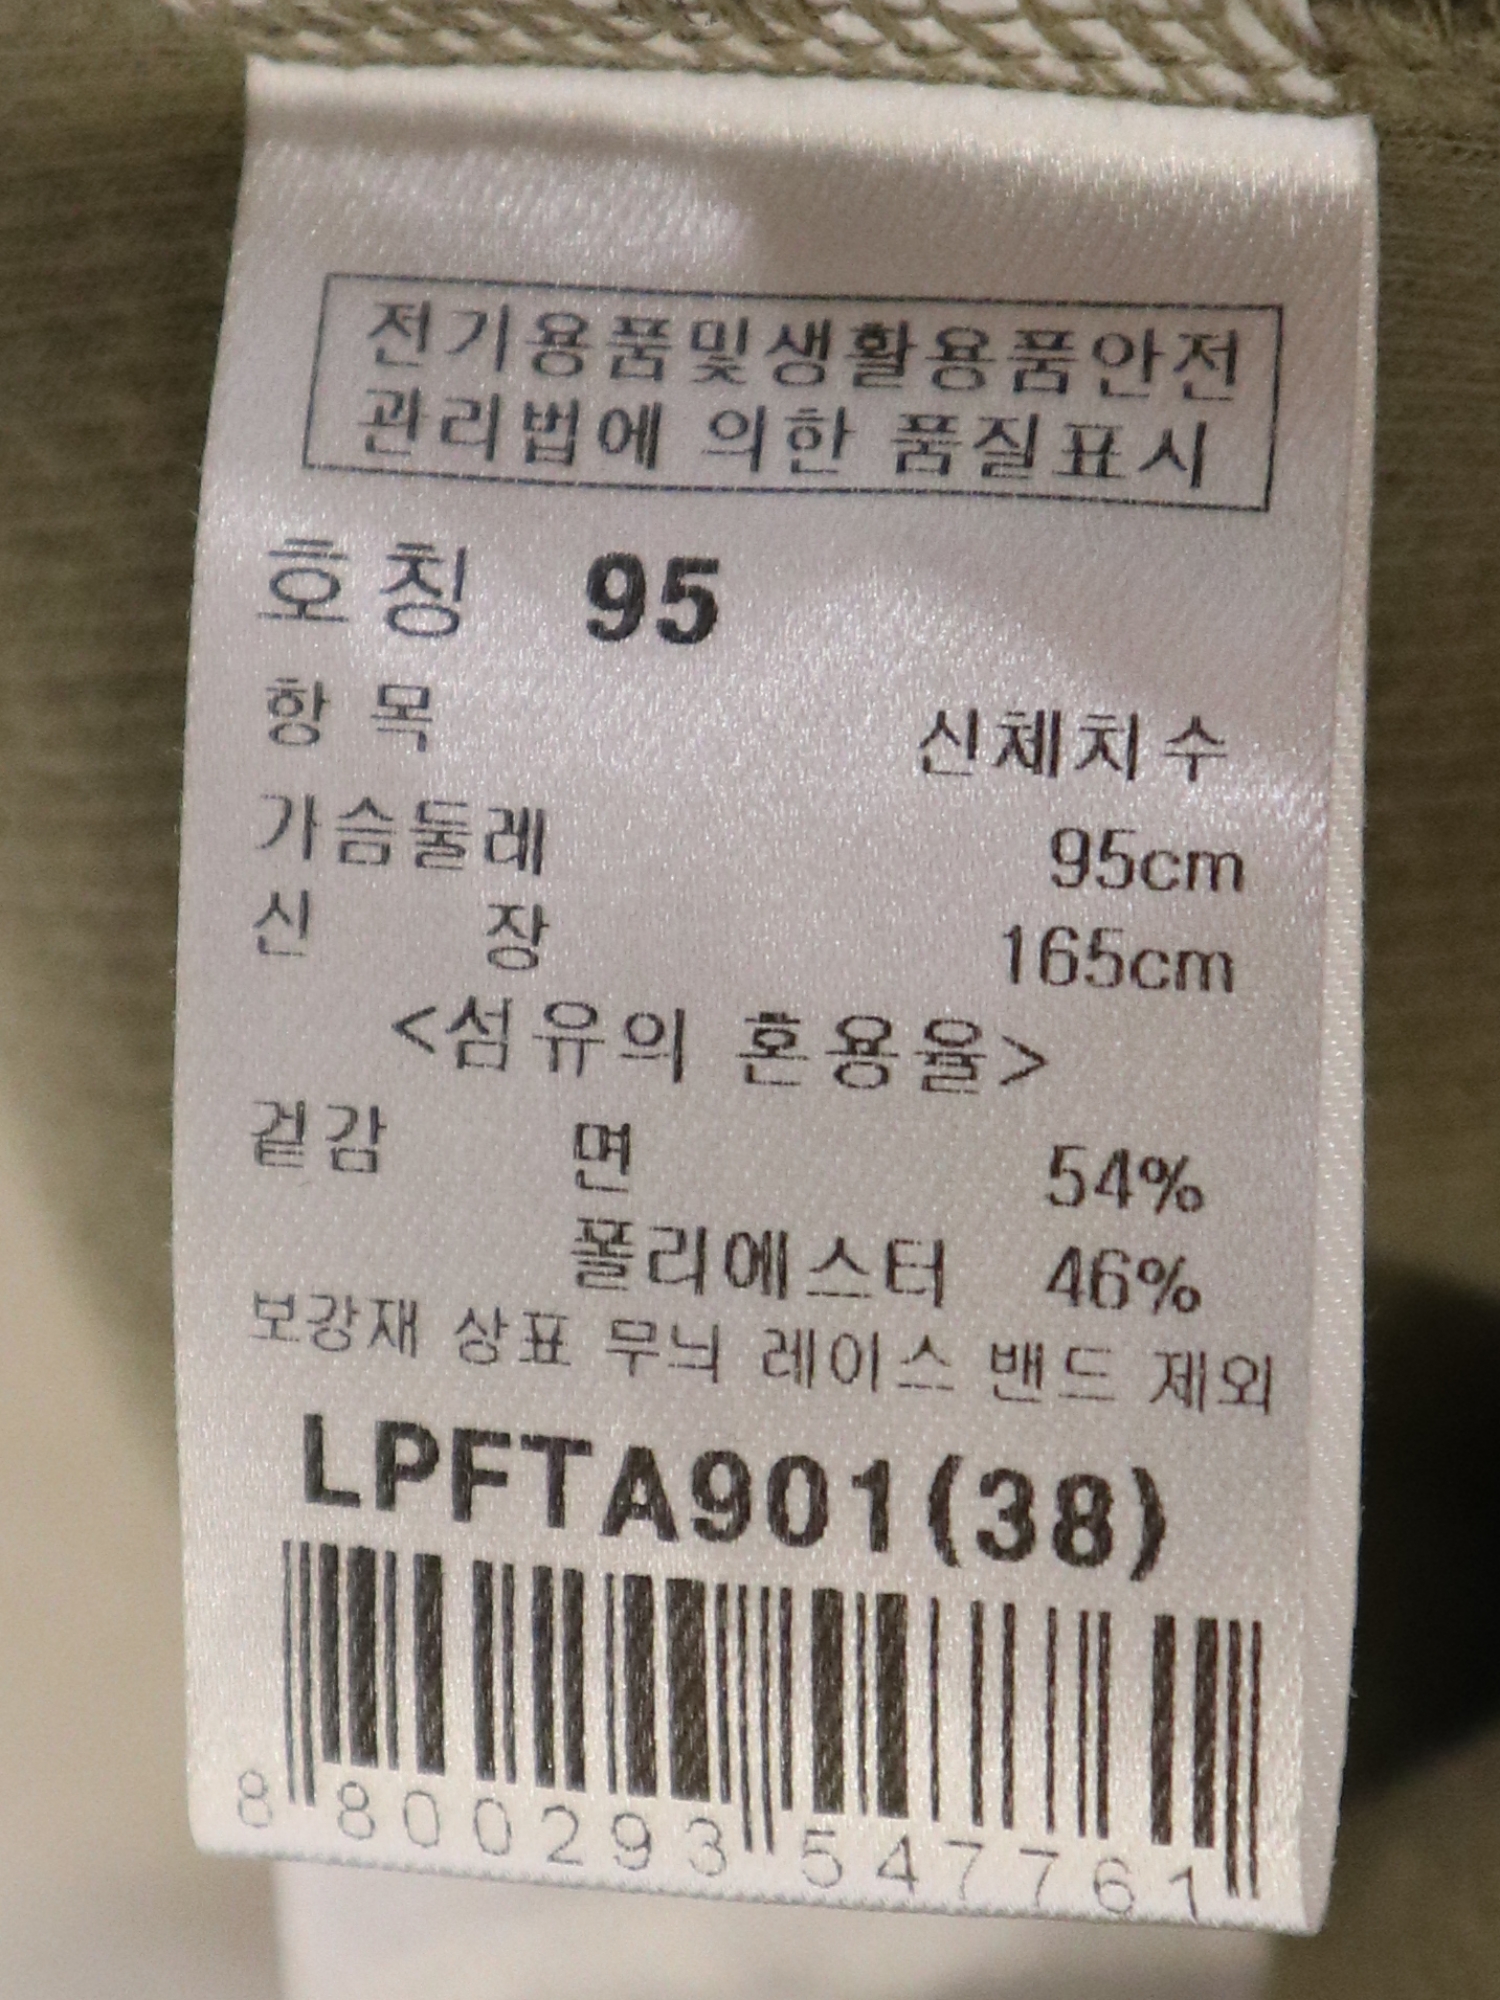 전기용품및생활용품안전
관리법에 의한 품질표시
호칭 95
항목 신체치수
가슴둘레 95cm
신장 165cm
<섬유의 혼용율>
겉감 면 54%
폴리에스터 46%
보강재 상표 무늬 레이스 밴드 제외
LPFTA901(38)
8 800293 547761